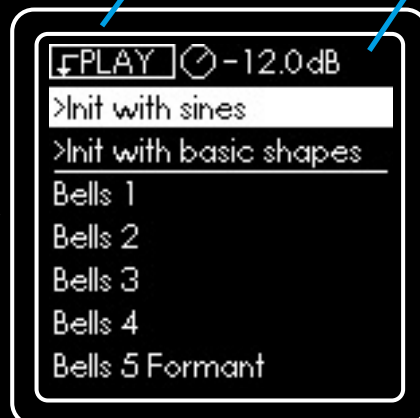 PLAY -12.0dB
>Init with sines
>Init with basic shapes
Bells 1
Bells 2
Bells 3
Bells 4
Bells 5 Formant